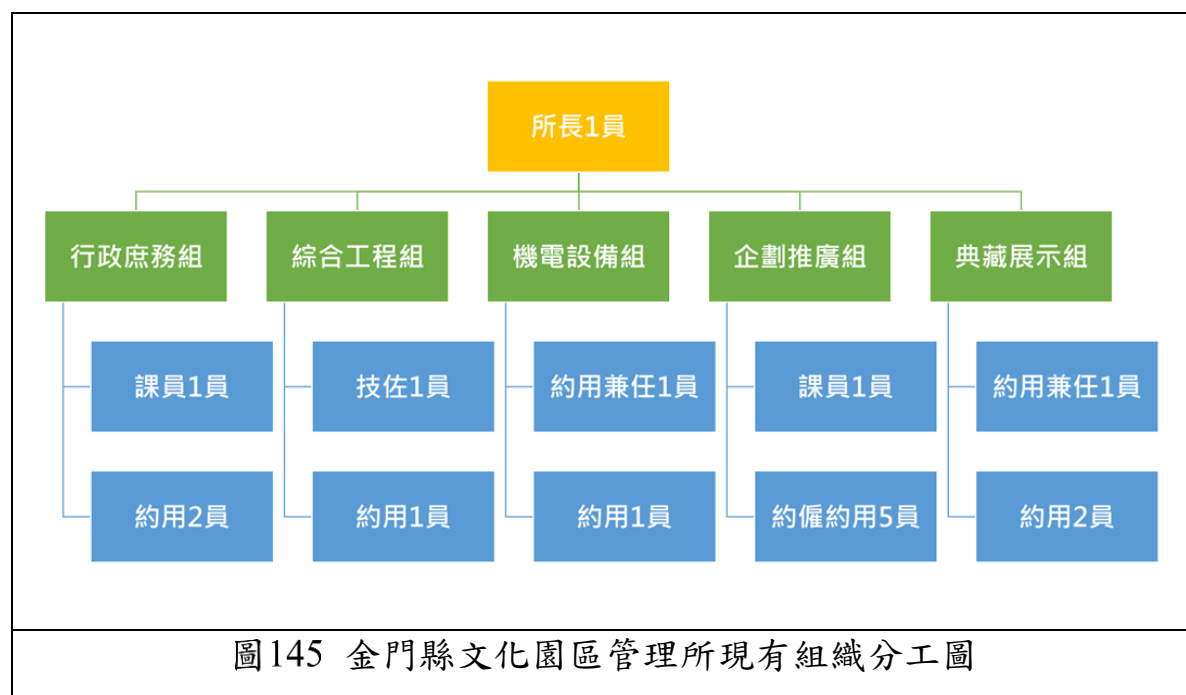 所長1員
行政庶務組
綜合工程組
機電設備組
企劃推廣組
典藏展示組
課員1員
技佐1員
約用兼任1員
課員1員
約用兼任1員
約用2員
約用1員
約用1員
約僱約用5員
約用2員
圖145 金門縣文化園區管理所現有組織分工圖